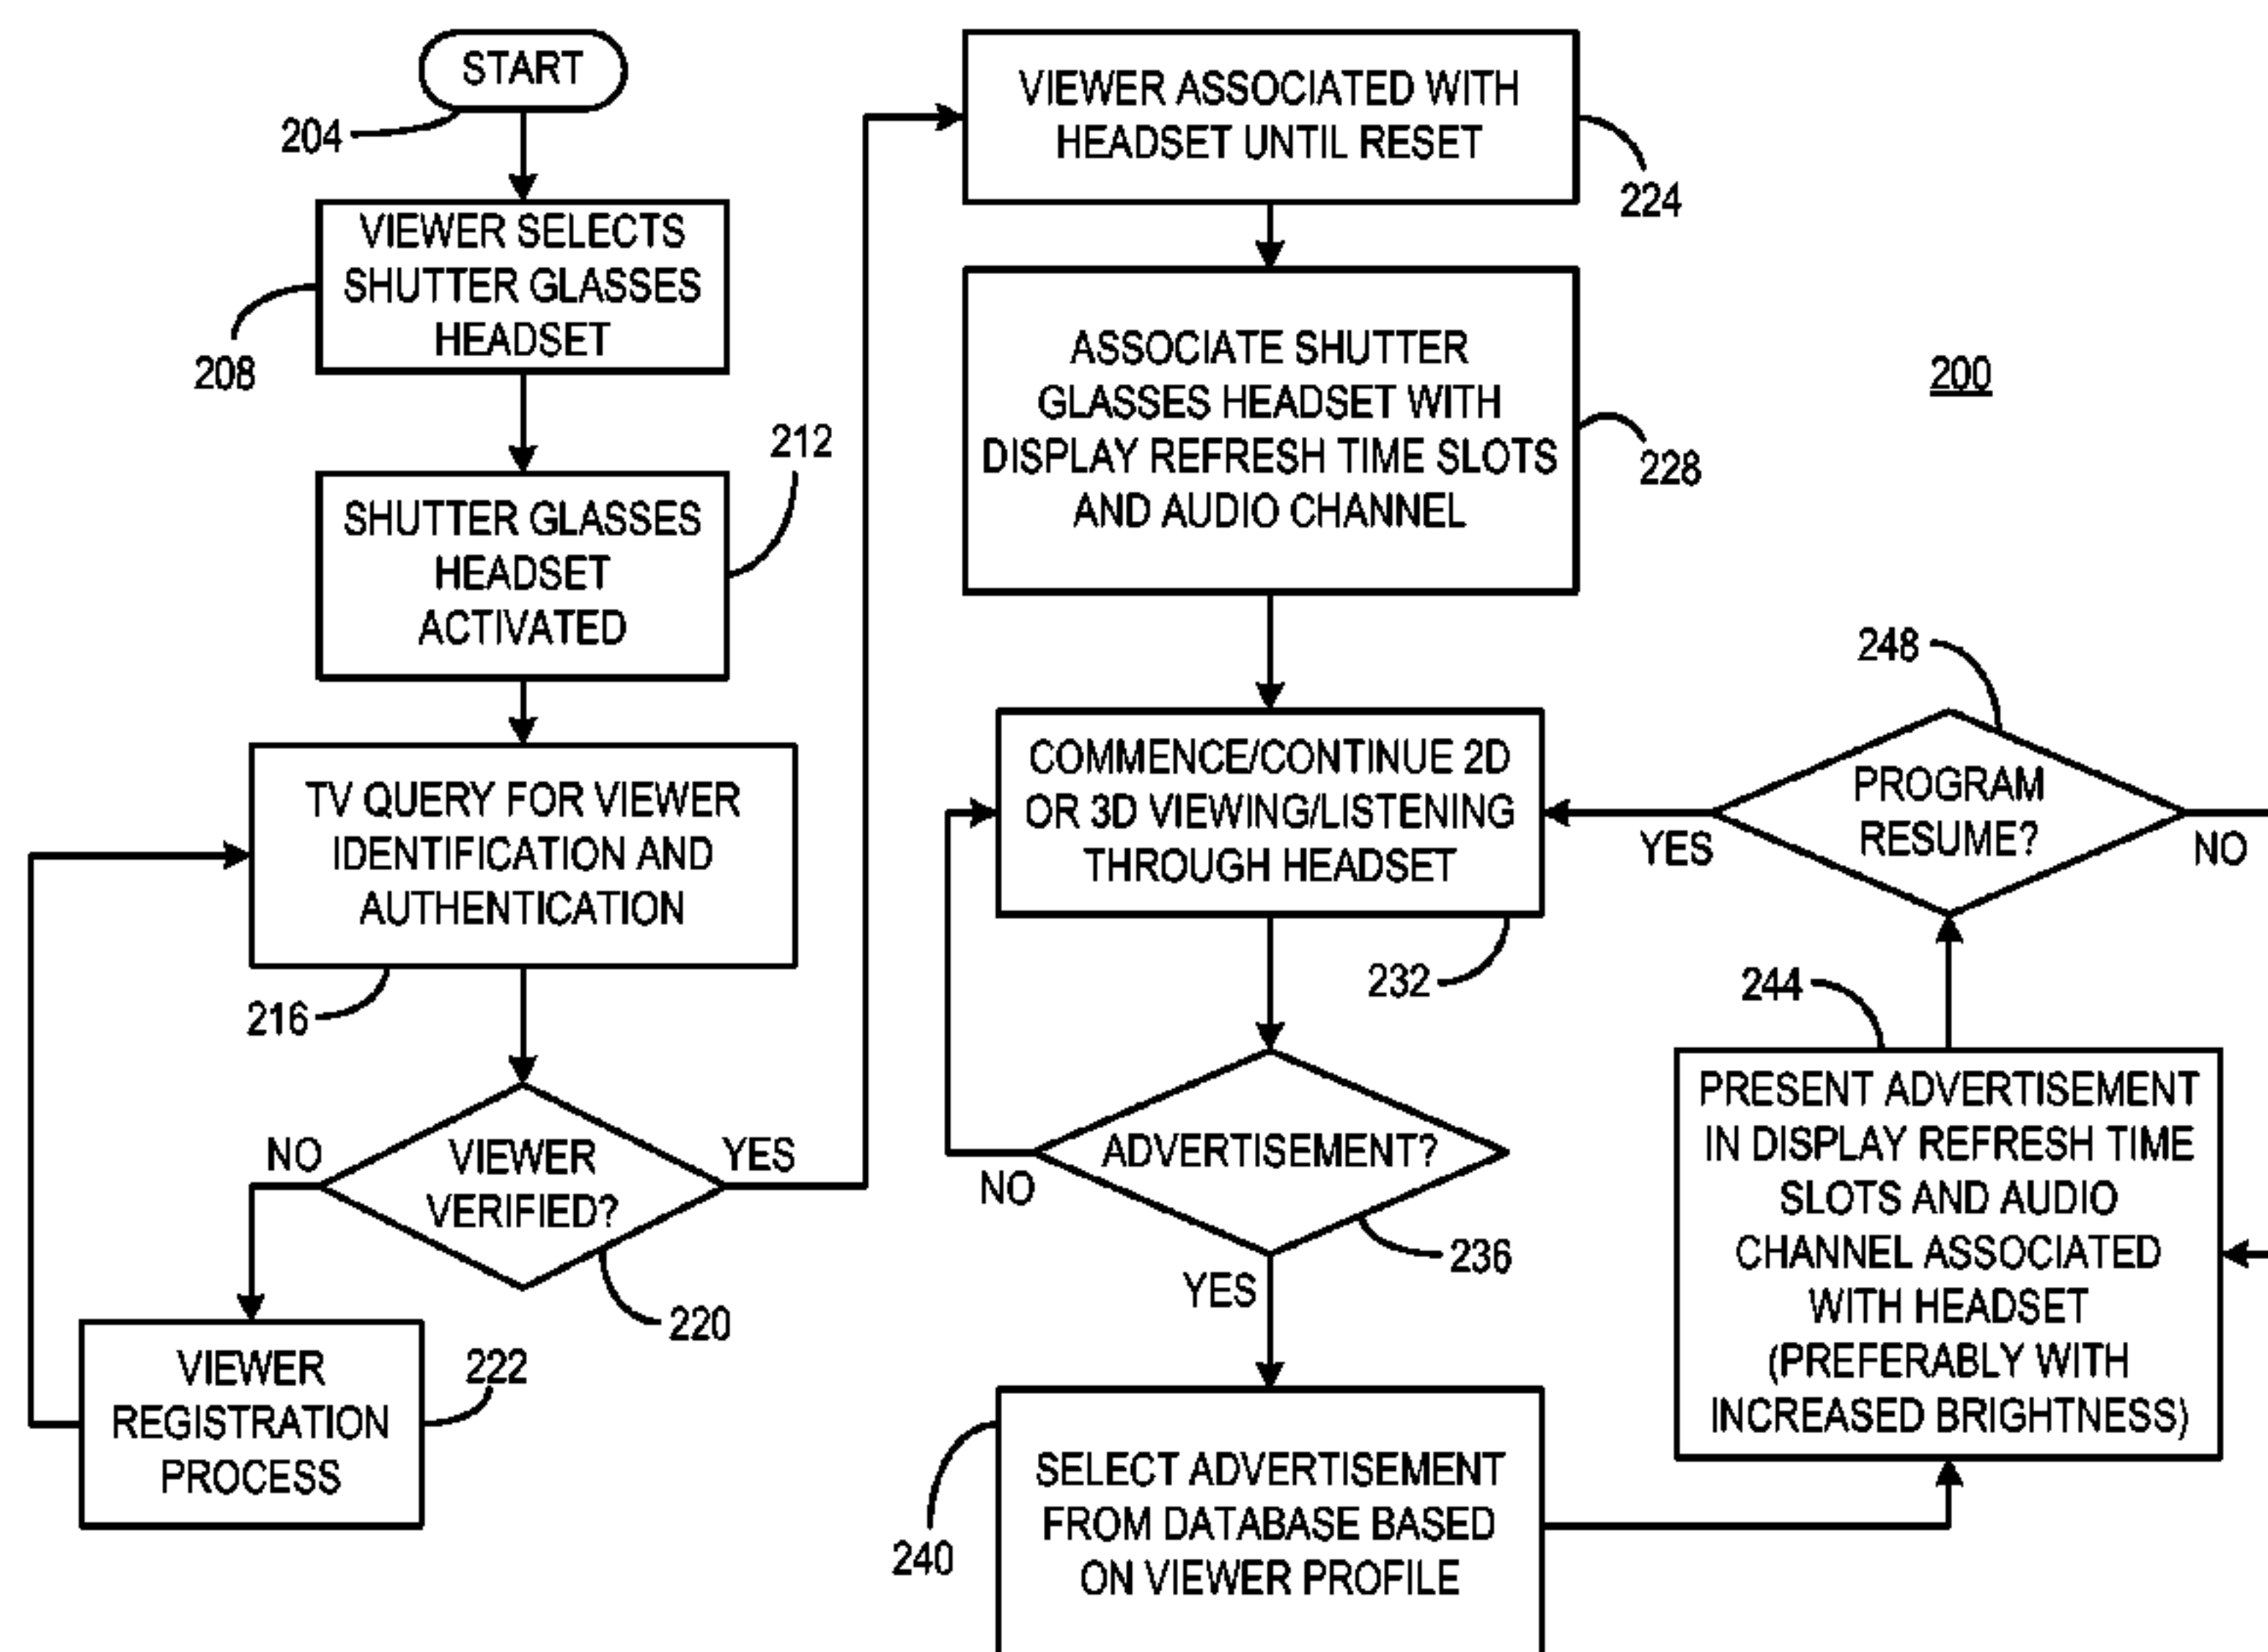 START
204
VIEWER SELECTS
SHUTTER GLASSES
HEADSET
208
SHUTTER GLASSES
HEADSET
ACTIVATED
212
TV QUERY FOR VIEWER
IDENTIFICATION AND
AUTHENTICATION
216
VIEWER
VERIFIED?
NO
YES
220
VIEWER
REGISTRATION
PROCESS
222
VIEWER ASSOCIATED WITH
HEADSET UNTIL RESET
224
ASSOCIATE SHUTTER
GLASSES HEADSET WITH
DISPLAY REFRESH TIME SLOTS
AND AUDIO CHANNEL
228
200
COMMENCE/CONTINUE 2D
OR 3D VIEWING/LISTENING
THROUGH HEADSET
232
ADVERTISEMENT?
NO
YES
236
SELECT ADVERTISEMENT
FROM DATABASE BASED
ON VIEWER PROFILE
240
PRESENT ADVERTISEMENT
IN DISPLAY REFRESH TIME
SLOTS AND AUDIO
CHANNEL ASSOCIATED
WITH HEADSET
(PREFERABLY WITH
INCREASED BRIGHTNESS)
244
PROGRAM
RESUME?
YES
NO
248